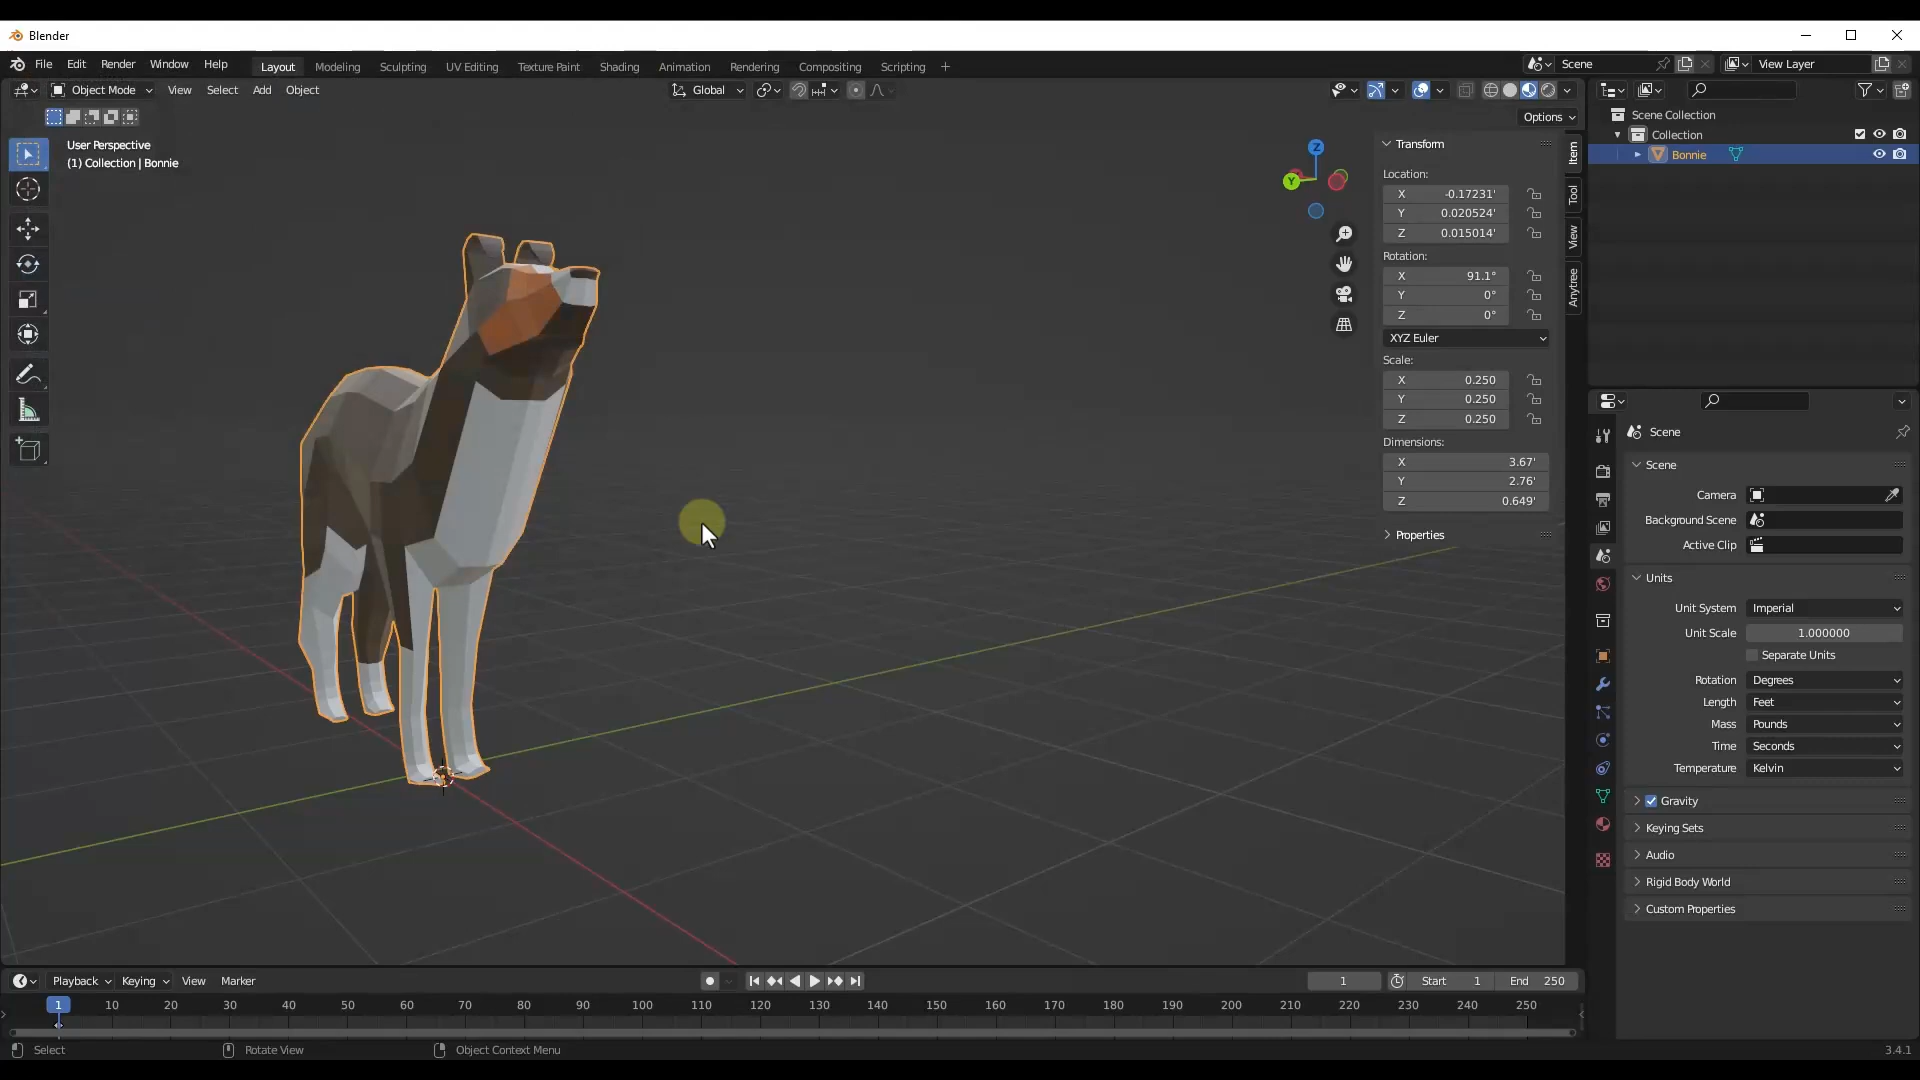 Blender
File Edit Render Window Help
Layout Modeling Sculpting UV Editing Texture Paint Shading Animation Rendering Compositing Scripting +
Scene
View Layer
Object Mode View Select Add Object
Global
Options
User Perspective
(1) Collection | Bonnie
Z
Y
Transform
Location:
X -0.17231'
Y 0.020524'
Z 0.015014'
Rotation:
X 91.1°
Y 0°
Z 0°
XYZ Euler
Scale:
X 0.250
Y 0.250
Z 0.250
Dimensions:
X 3.67'
Y 2.76'
Z 0.649'
Properties
Item
Tool
View
Anytree
Scene Collection
Collection
Bonnie
Scene
Scene
Camera
Background Scene
Active Clip
Units
Unit System Imperial
Unit Scale 1.000000
Separate Units
Rotation Degrees
Length Feet
Mass Pounds
Time Seconds
Temperature Kelvin
Gravity
Keying Sets
Audio
Rigid Body World
Custom Properties
Playback Keying View Marker
1 Start 1 End 250
1 10 20 30 40 50 60 70 80 90 100 110 120 130 140 150 160 170 180 190 200 210 220 230 240 250
Select Rotate View Object Context Menu
3.4.1